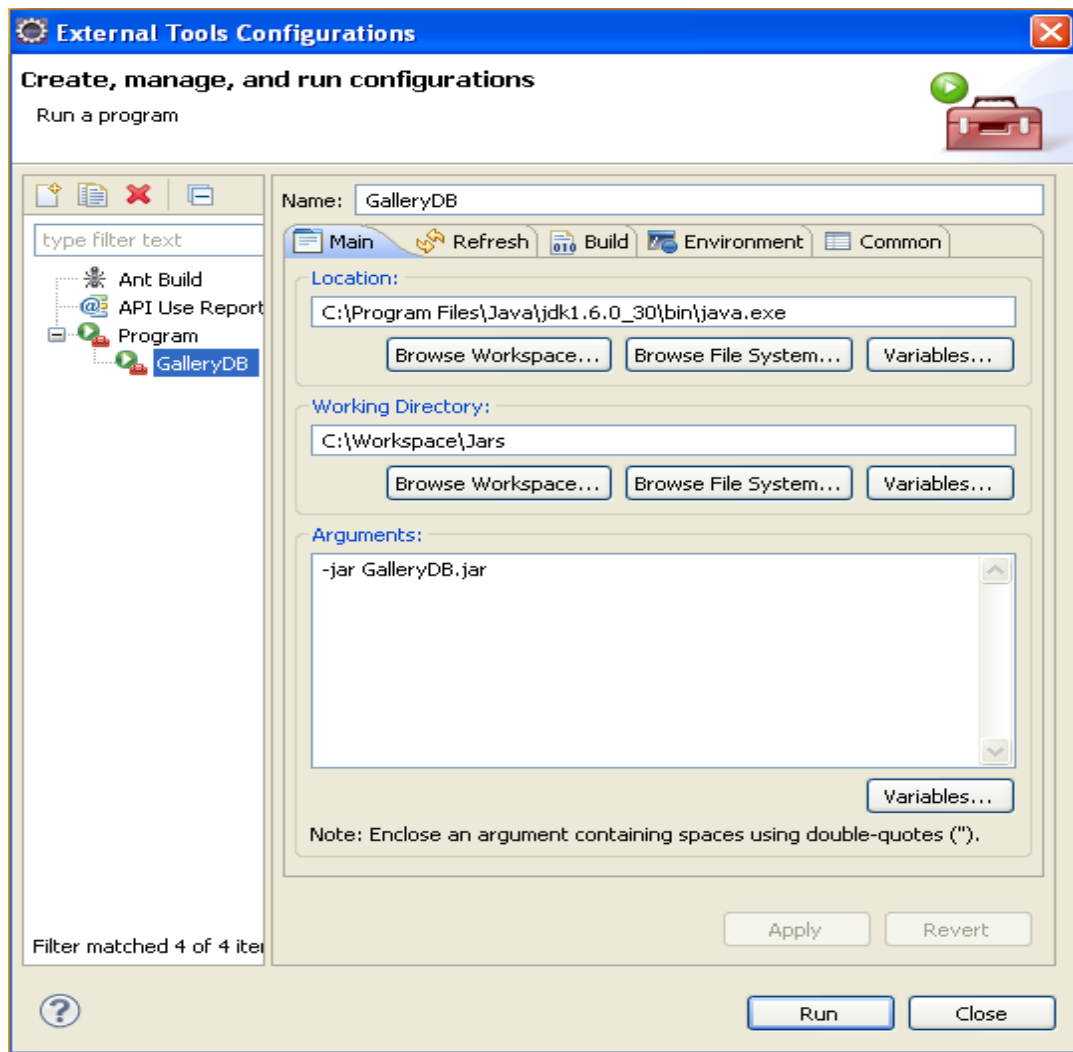 External Tools Configurations
Create, manage, and run configurations
Run a program
type filter text
Ant Build
API Use Report
Program
GalleryDB
Filter matched 4 of 4 iter
Name: GalleryDB
Main Refresh 010 Build Environment Common
Location:
C:\Program Files\Java\jdk1.6.0_30\bin\java.exe
Browse Workspace... Browse File System... Variables...
Working Directory:
C:\Workspace\Jars
Browse Workspace... Browse File System... Variables...
Arguments:
-jar GalleryDB.jar
Variables...
Note: Enclose an argument containing spaces using double-quotes (").
Apply Revert
? Run Close